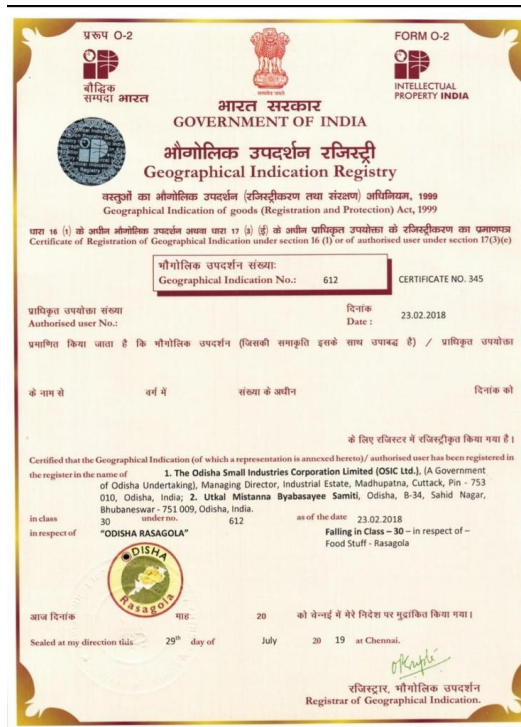 प्ररूप O-2
FORM O-2
बौद्धिक
सम्पदा भारत
INTELLECTUAL
PROPERTY INDIA
सत्यमेव जयते
भारत सरकार
GOVERNMENT OF INDIA
भौगोलिक उपदर्शन रजिस्ट्री
Geographical Indication Registry
वस्तुओं का भौगोलिक उपदर्शन (रजिस्ट्रीकरण तथा संरक्षण) अधिनियम, 1999
Geographical Indication of goods (Registration and Protection) Act, 1999
धारा 16 (1) के अधीन भौगोलिक उपदर्शन अथवा धारा 17 (3) (ई) के अधीन प्राधिकृत उपयोक्ता के रजिस्ट्रीकरण का प्रमाणपत्र
Certificate of Registration of Geographical Indication under section 16 (1) or of authorised user under section 17(3)(e)
भौगोलिक उपदर्शन संख्याः
Geographical Indication No.: 612
CERTIFICATE NO. 345
प्राधिकृत उपयोक्ता संख्या
Authorised user No.:
दिनांक
Date : 23.02.2018
प्रमाणित किया जाता है कि भौगोलिक उपदर्शन (जिसकी समाकृति इसके साथ उपाबद्ध है) / प्राधिकृत उपयोक्ता
के नाम से वर्ग में संख्या के अधीन दिनांक को
के लिए रजिस्टर में रजिस्ट्रीकृत किया गया है।
Certified that the Geographical Indication (of which a representation is annexed hereto)/ authorised user has been registered in
the register in the name of 1. The Odisha Small Industries Corporation Limited (OSIC Ltd.), (A Government
of Odisha Undertaking), Managing Director, Industrial Estate, Madhupatna, Cuttack, Pin - 753
010, Odisha, India; 2. Utkal Mistanna Byabasayee Samiti, Odisha, B-34, Sahid Nagar,
Bhubaneswar - 751 009, Odisha, India.
in class 30 under no. 612 as of the date 23.02.2018
in respect of "ODISHA RASAGOLA" Falling in Class – 30 – in respect of –
Food Stuff - Rasagola
ODISHA
Rasagola
आज दिनांक माह 20 को चेन्नई में मेरे निदेश पर मुद्रांकित किया गया।
Sealed at my direction this 29th day of July 20 19 at Chennai.
रजिस्ट्रार, भौगोलिक उपदर्शन
Registrar of Geographical Indication.